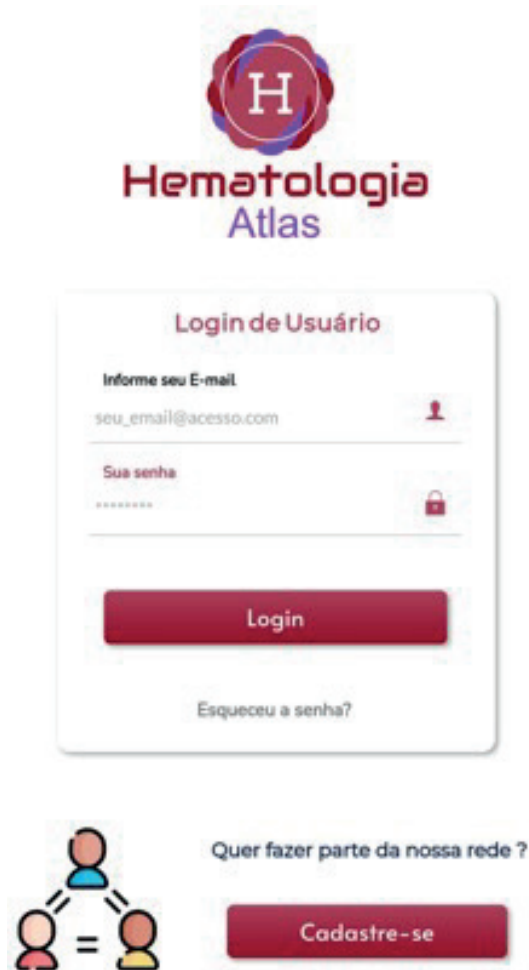 H
Hematologia
Atlas
Login de Usuário
Informe seu E-mail
seu_email@acesso.com
Sua senha
********
Login
Esqueceu a senha?
Quer fazer parte da nossa rede ?
Cadastre-se